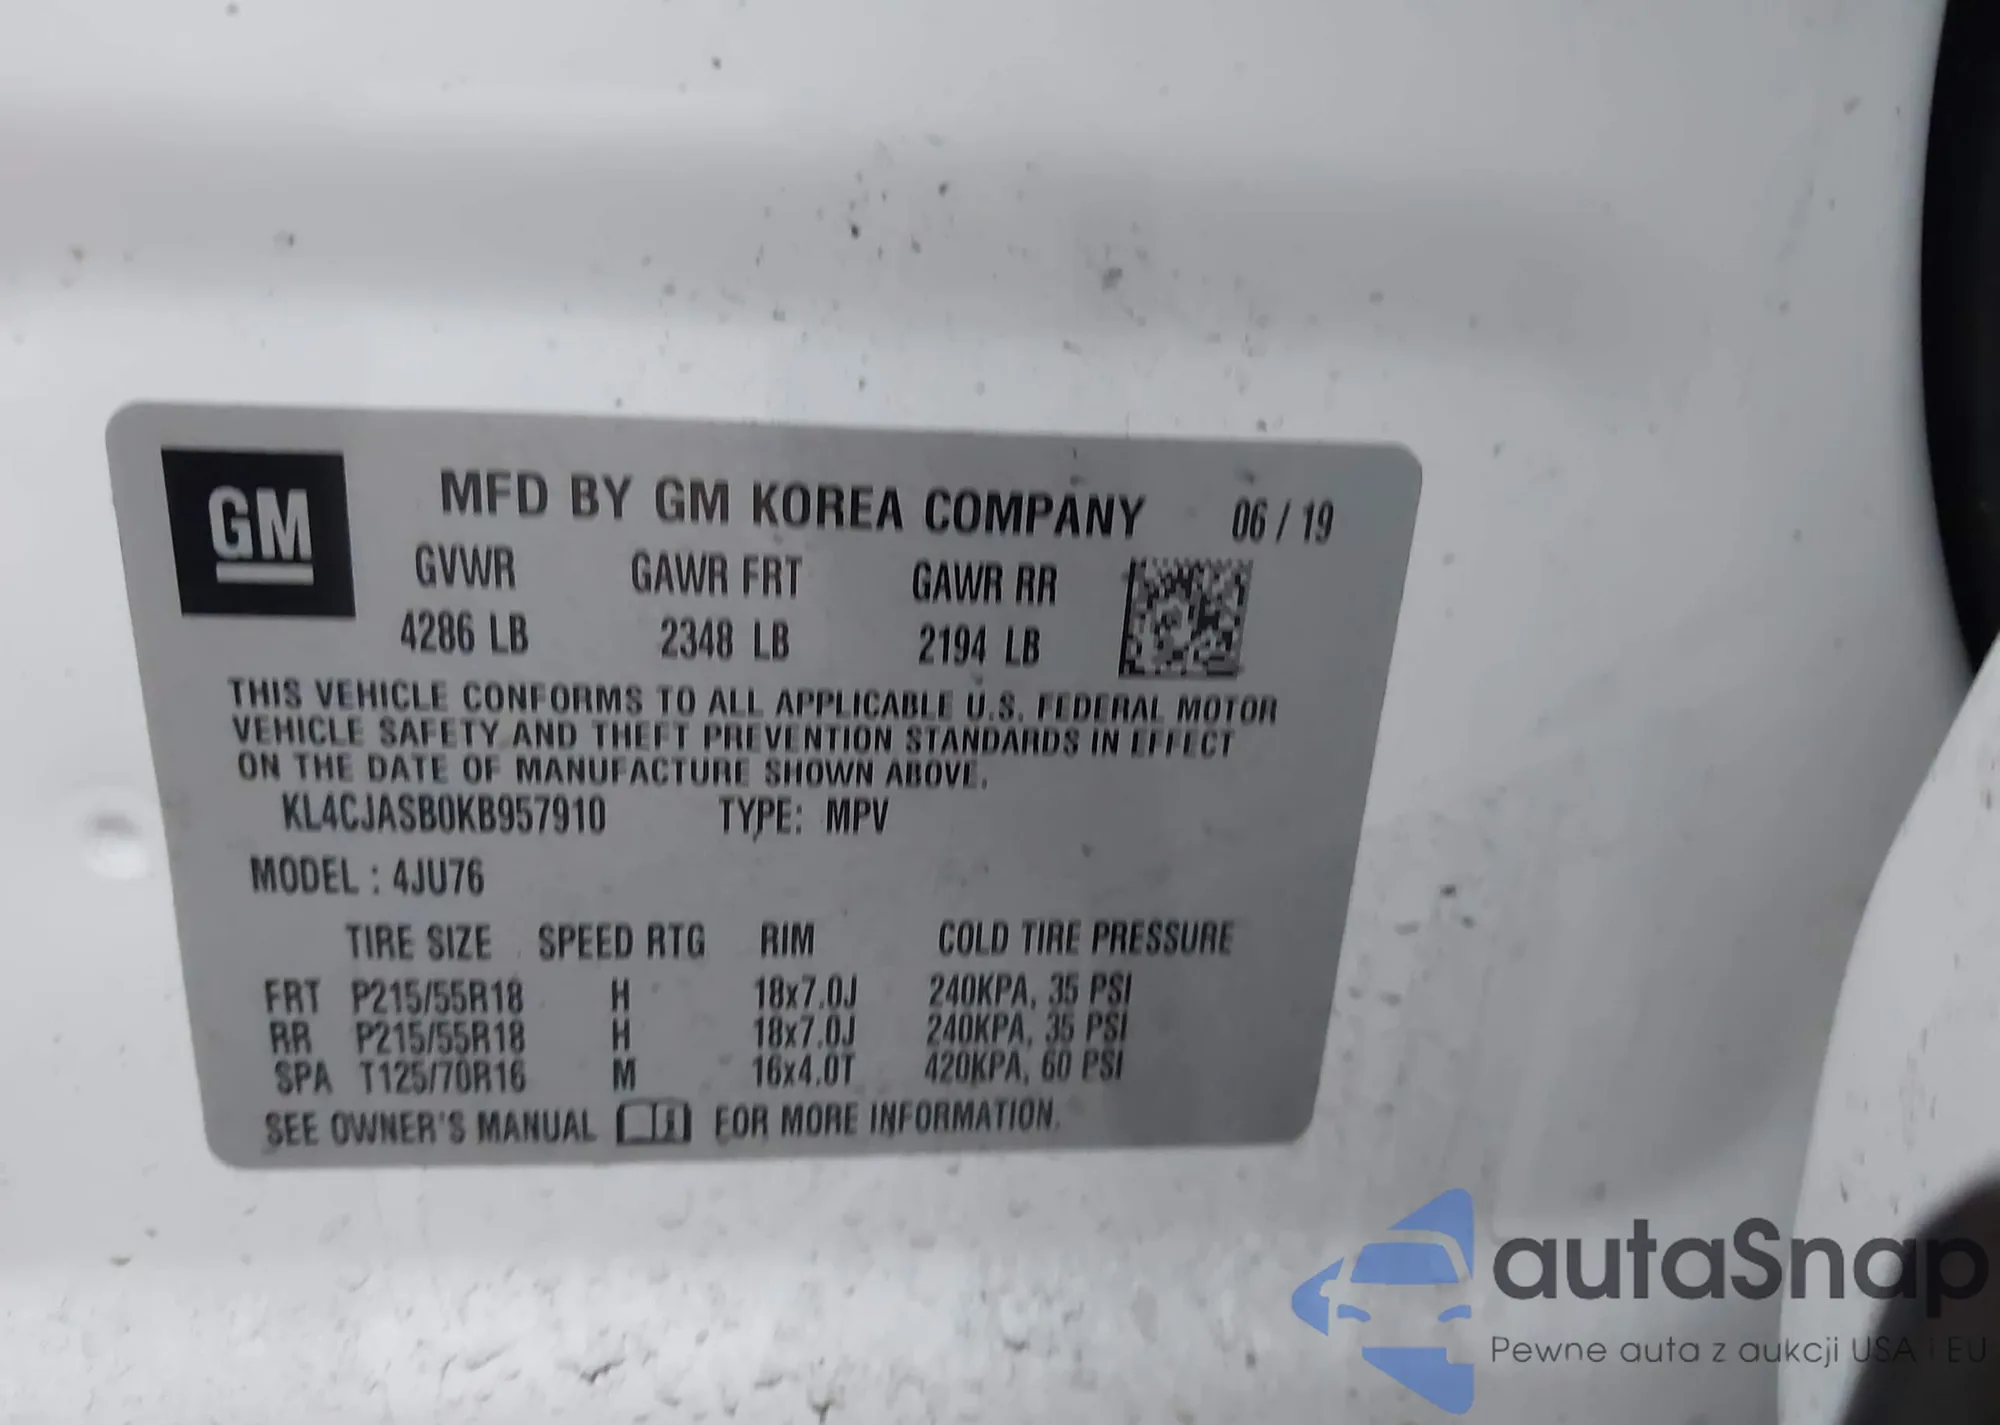 GM
MFD BY GM KOREA COMPANY 06 / 19
GVWR GAWR FRT GAWR RR
4286 LB 2348 LB 2194 LB
THIS VEHICLE CONFORMS TO ALL APPLICABLE U.S. FEDERAL MOTOR
VEHICLE SAFETY AND THEFT PREVENTION STANDARDS IN EFFECT
ON THE DATE OF MANUFACTURE SHOWN ABOVE.
KL4CJASB0KB957910 TYPE: MPV
MODEL : 4JU76
TIRE SIZE SPEED RTG RIM COLD TIRE PRESSURE
FRT P215/55R18 H 18x7.0J 240KPA, 35 PSI
RR P215/55R18 H 18x7.0J 240KPA, 35 PSI
SPA T125/70R16 M 16x4.0T 420KPA, 60 PSI
SEE OWNER'S MANUAL FOR MORE INFORMATION.
autaSnap
Pewne auta z aukcji USA i EU